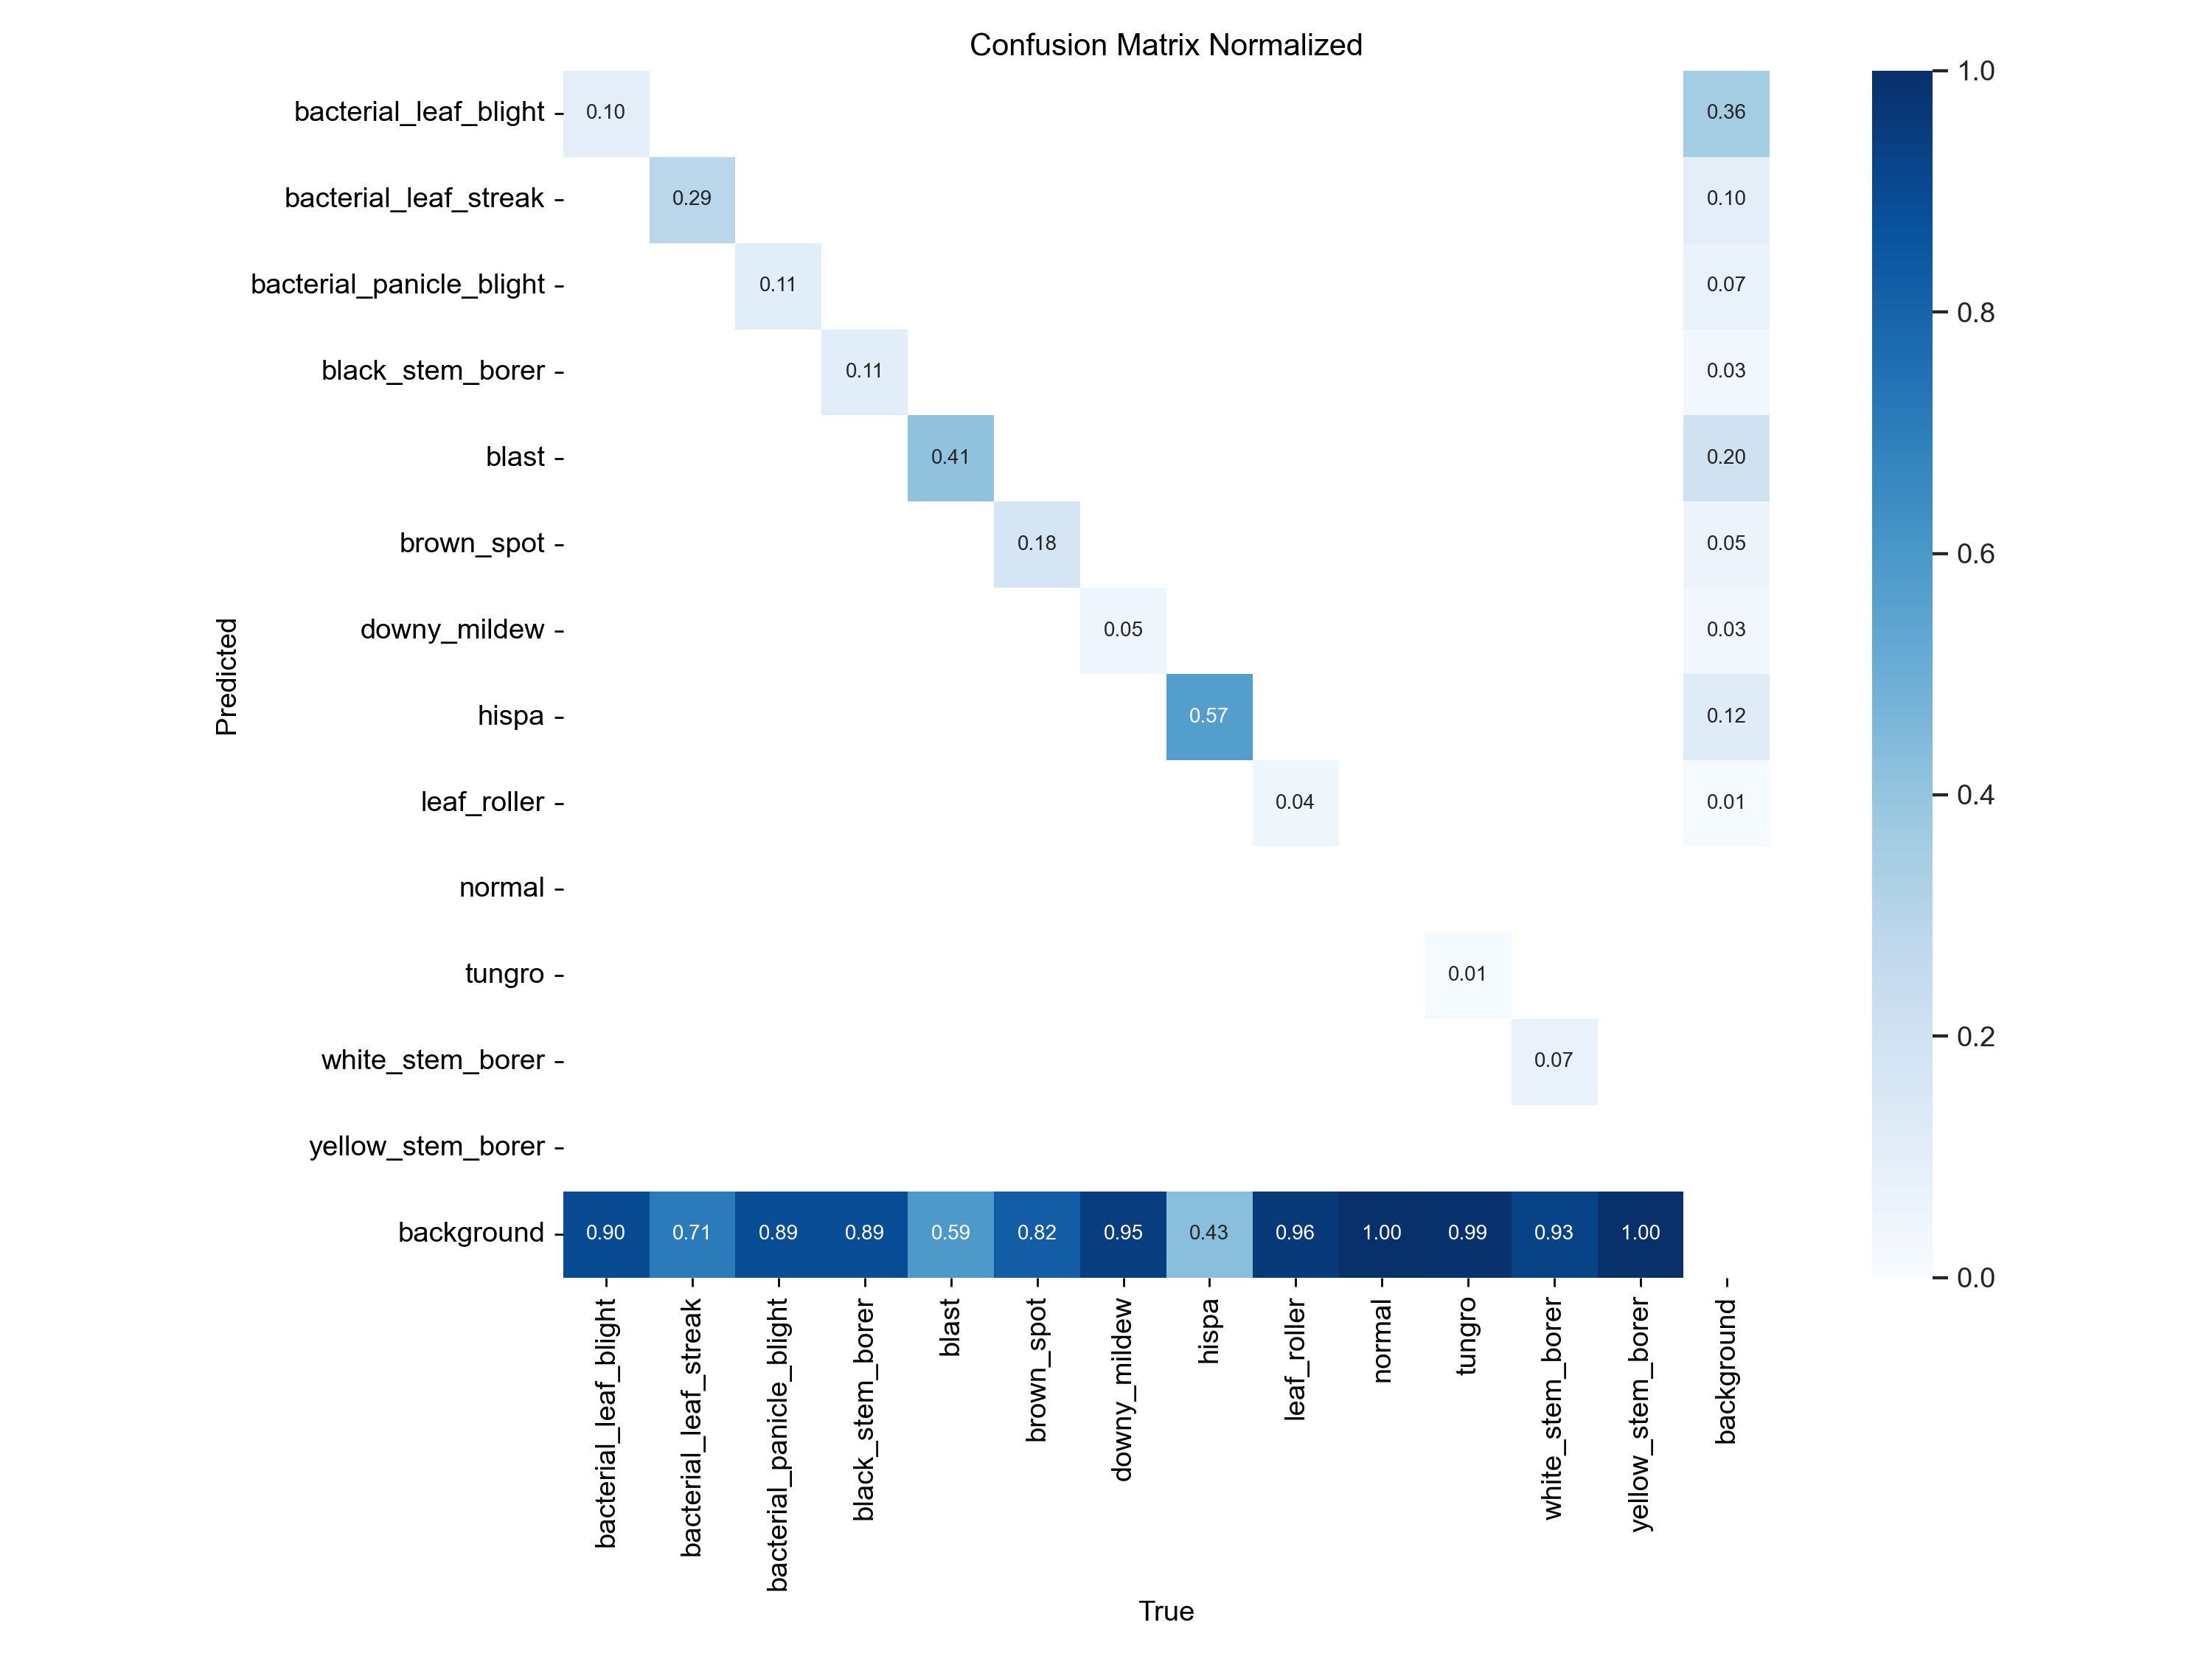 Confusion Matrix Normalized
bacterial_leaf_blight 0.10 0.36
bacterial_leaf_streak 0.29 0.10
bacterial_panicle_blight 0.11 0.07
black_stem_borer 0.11 0.03
blast 0.41 0.20
brown_spot 0.18 0.05
downy_mildew 0.05 0.03
hispa 0.57 0.12
leaf_roller 0.04 0.01
normal
tungro 0.01
white_stem_borer 0.07
yellow_stem_borer
background 0.90 0.71 0.89 0.89 0.59 0.82 0.95 0.43 0.96 1.00 0.99 0.93 1.00
Predicted
bacterial_leaf_blight
bacterial_leaf_streak
bacterial_panicle_blight
black_stem_borer
blast
brown_spot
downy_mildew
hispa
leaf_roller
normal
tungro
white_stem_borer
yellow_stem_borer
background
True
1.0
0.8
0.6
0.4
0.2
0.0